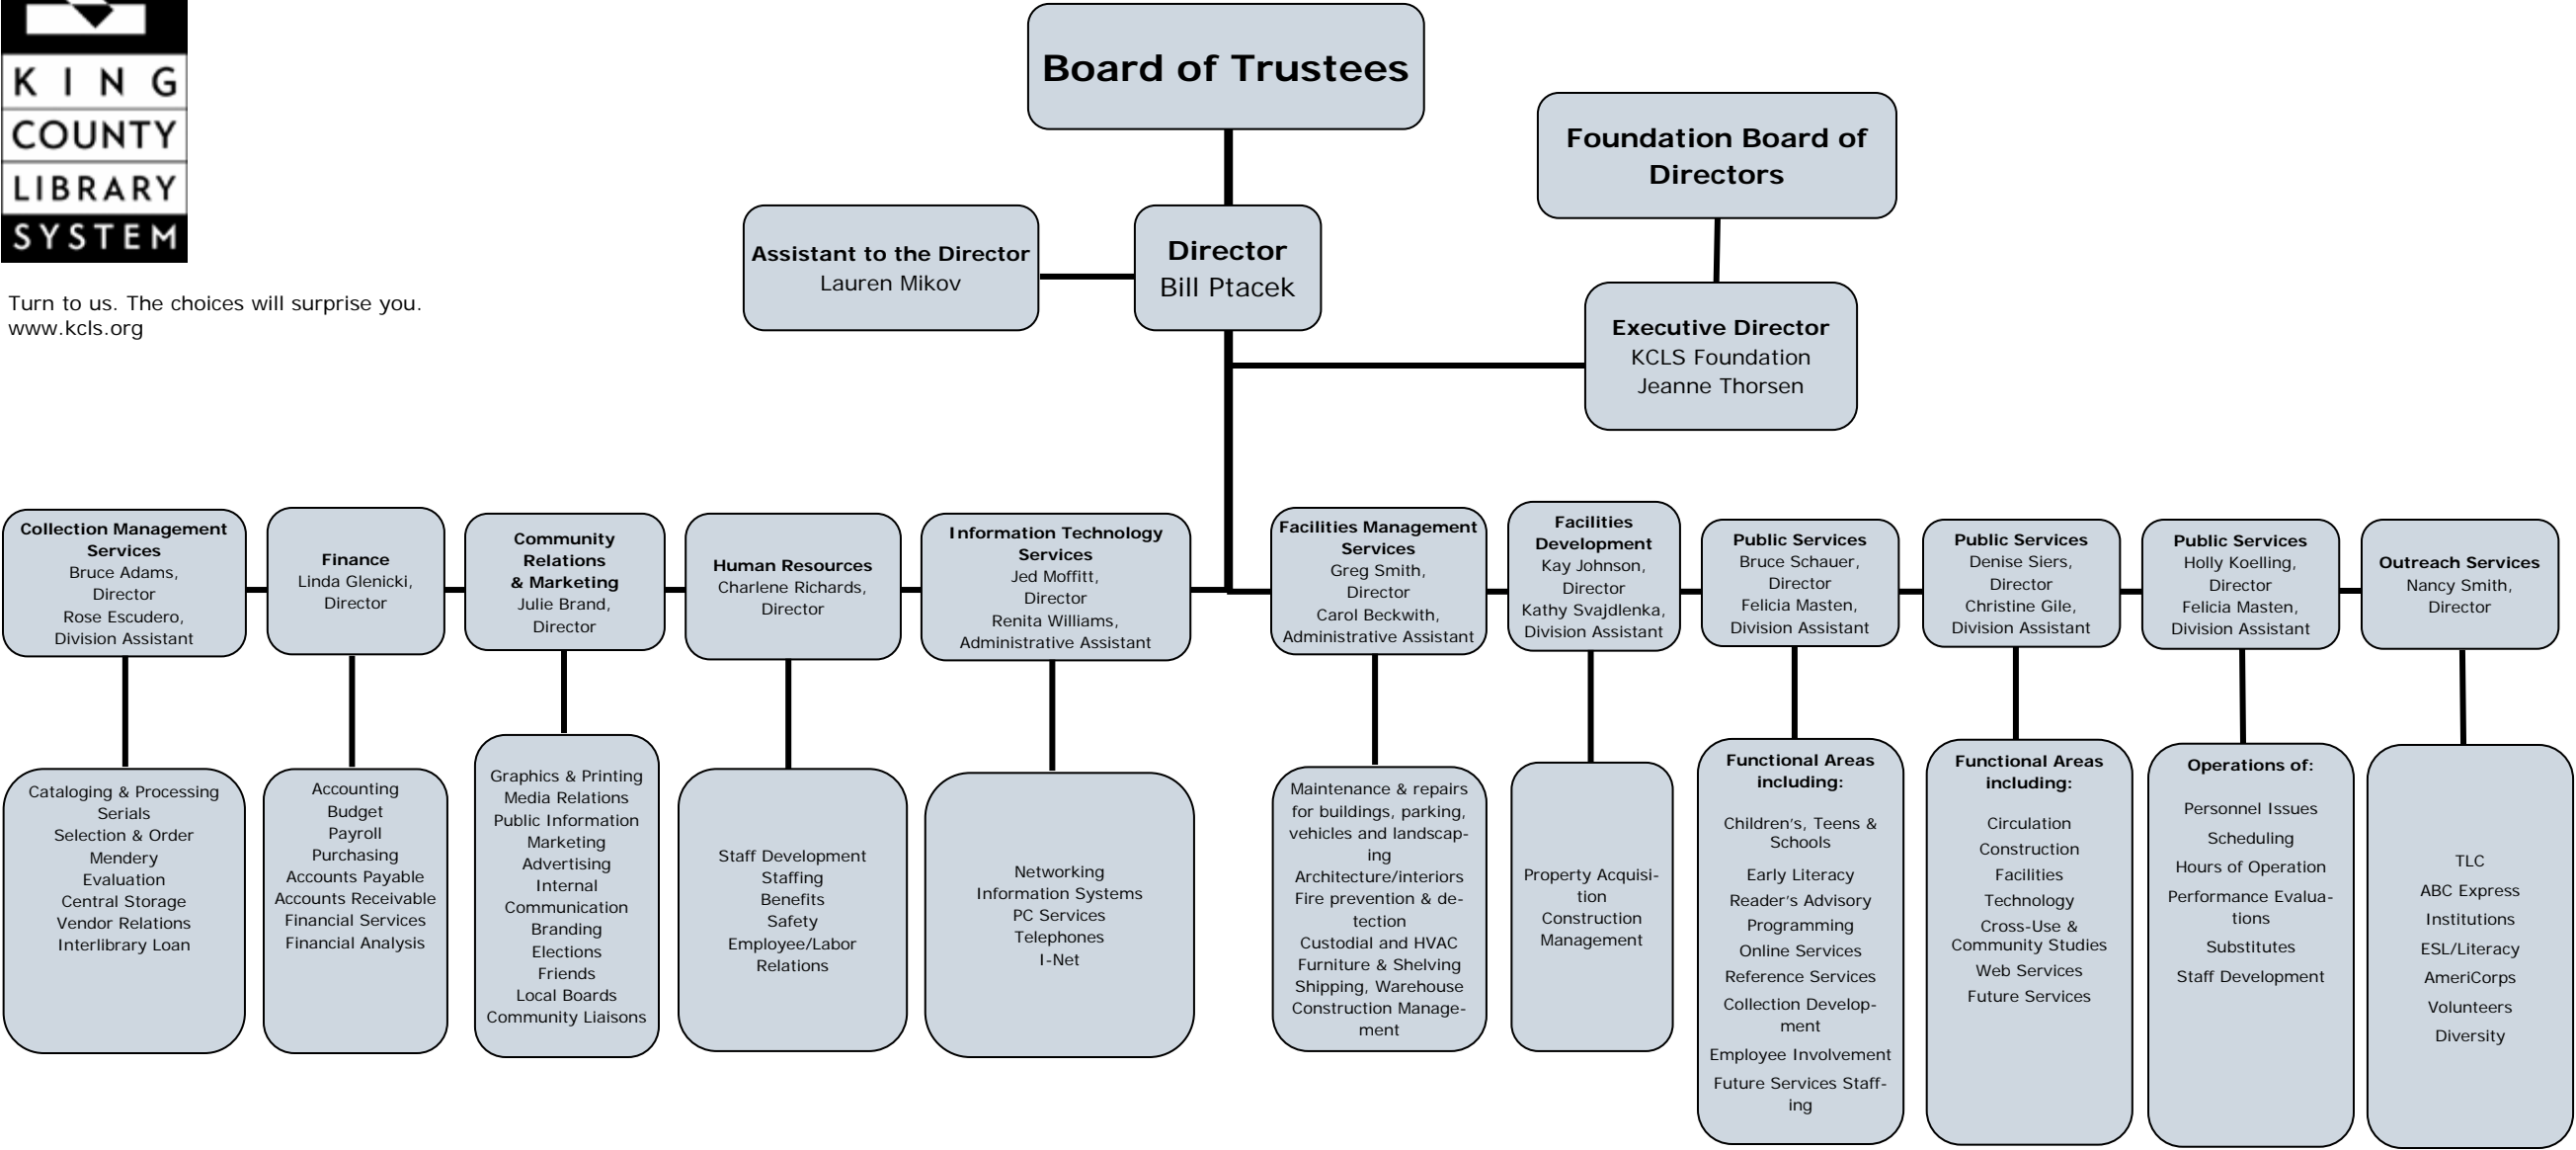 KING
COUNTY
LIBRARY
SYSTEM
Turn to us. The choices will surprise you.
www.kcls.org
Board of Trustees
Foundation Board of
Directors
Assistant to the Director
Lauren Mikov
Director
Bill Ptacek
Executive Director
KCLS Foundation
Jeanne Thorsen
Collection Management
Services
Bruce Adams,
Director
Rose Escudero,
Division Assistant
Finance
Linda Glenicki,
Director
Community
Relations
& Marketing
Julie Brand,
Director
Human Resources
Charlene Richards,
Director
Information Technology
Services
Jed Moffitt,
Director
Renita Williams,
Administrative Assistant
Facilities Management
Services
Greg Smith,
Director
Carol Beckwith,
Administrative Assistant
Facilities
Development
Kay Johnson,
Director
Kathy Svajdlenka,
Division Assistant
Public Services
Bruce Schauer,
Director
Felicia Masten,
Division Assistant
Public Services
Denise Siers,
Director
Christine Gile,
Division Assistant
Public Services
Holly Koelling,
Director
Felicia Masten,
Division Assistant
Outreach Services
Nancy Smith,
Director
Cataloging & Processing
Serials
Selection & Order
Mendery
Evaluation
Central Storage
Vendor Relations
Interlibrary Loan
Accounting
Budget
Payroll
Purchasing
Accounts Payable
Accounts Receivable
Financial Services
Financial Analysis
Graphics & Printing
Media Relations
Public Information
Marketing
Advertising
Internal
Communication
Branding
Elections
Friends
Local Boards
Community Liaisons
Staff Development
Staffing
Benefits
Safety
Employee/Labor
Relations
Networking
Information Systems
PC Services
Telephones
I-Net
Maintenance & repairs
for buildings, parking,
vehicles and landscap-
ing
Architecture/interiors
Fire prevention & de-
tection
Custodial and HVAC
Furniture & Shelving
Shipping, Warehouse
Construction Manage-
ment
Property Acquisi-
tion
Construction
Management
Functional Areas
including:
Children's, Teens &
Schools
Early Literacy
Reader's Advisory
Programming
Online Services
Reference Services
Collection Develop-
ment
Employee Involvement
Future Services Staff-
ing
Functional Areas
including:
Circulation
Construction
Facilities
Technology
Cross-Use &
Community Studies
Web Services
Future Services
Operations of:
Personnel Issues
Scheduling
Hours of Operation
Performance Evalua-
tions
Substitutes
Staff Development
TLC
ABC Express
Institutions
ESL/Literacy
AmeriCorps
Volunteers
Diversity